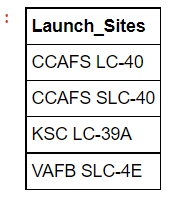 :
Launch_Sites
CCAFS LC-40
CCAFS SLC-40
KSC LC-39A
VAFB SLC-4E